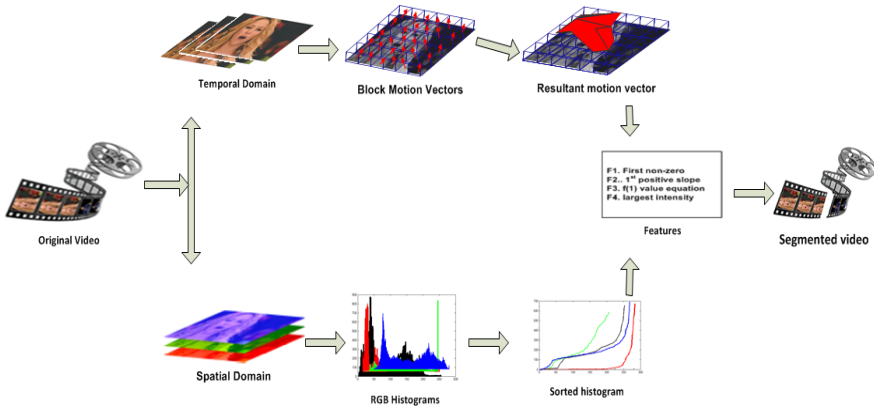 Temporal Domain
Block Motion Vectors
Resultant motion vector
Original Video
F1. First non-zero
F2.. 1st positive slope
F3. f(1) value equation
F4. largest intensity
Features
Segmented video
Spatial Domain
RGB Histograms
Sorted histogram